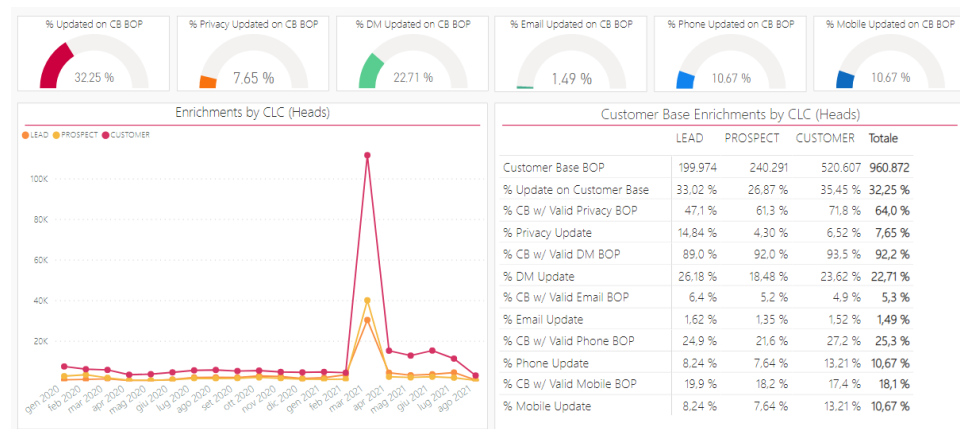 % Updated on CB BOP
32.25 %
% Privacy Updated on CB BOP
7.65 %
% DM Updated on CB BOP
22.71 %
% Email Updated on CB BOP
1,49 %
% Phone Updated on CB BOP
10.67 %
% Mobile Updated on CB BOP
10.67 %
Enrichments by CLC (Heads)
LEAD PROSPECT CUSTOMER
100K
80K
60K
40K
20K
gen 2020
feb 2020
mar 2020
apr 2020
mag 2020
giu 2020
lug 2020
ago 2020
set 2020
ott 2020
nov 2020
dic 2020
gen 2021
feb 2021
mar 2021
apr 2021
mag 2021
giu 2021
lug 2021
ago 2021
Customer Base Enrichments by CLC (Heads)
LEAD PROSPECT CUSTOMER Totale
Customer Base BOP 199.974 240.291 520.607 960.872
% Update on Customer Base 33,02 % 26,87 % 35,45 % 32,25 %
% CB w/ Valid Privacy BOP 47,1 % 61,3 % 71,8 % 64,0 %
% Privacy Update 14,84 % 4,30 % 6,52 % 7,65 %
% CB w/ Valid DM BOP 89,0 % 92,0 % 93,5 % 92,2 %
% DM Update 26,18 % 18,48 % 23,62 % 22,71 %
% CB w/ Valid Email BOP 6,4 % 5,2 % 4,9 % 5,3 %
% Email Update 1,62 % 1,35 % 1,52 % 1,49 %
% CB w/ Valid Phone BOP 24,9 % 21,6 % 27,2 % 25,3 %
% Phone Update 8,24 % 7,64 % 13,21 % 10,67 %
% CB w/ Valid Mobile BOP 19,9 % 18,2 % 17,4 % 18,1 %
% Mobile Update 8,24 % 7,64 % 13,21 % 10,67 %